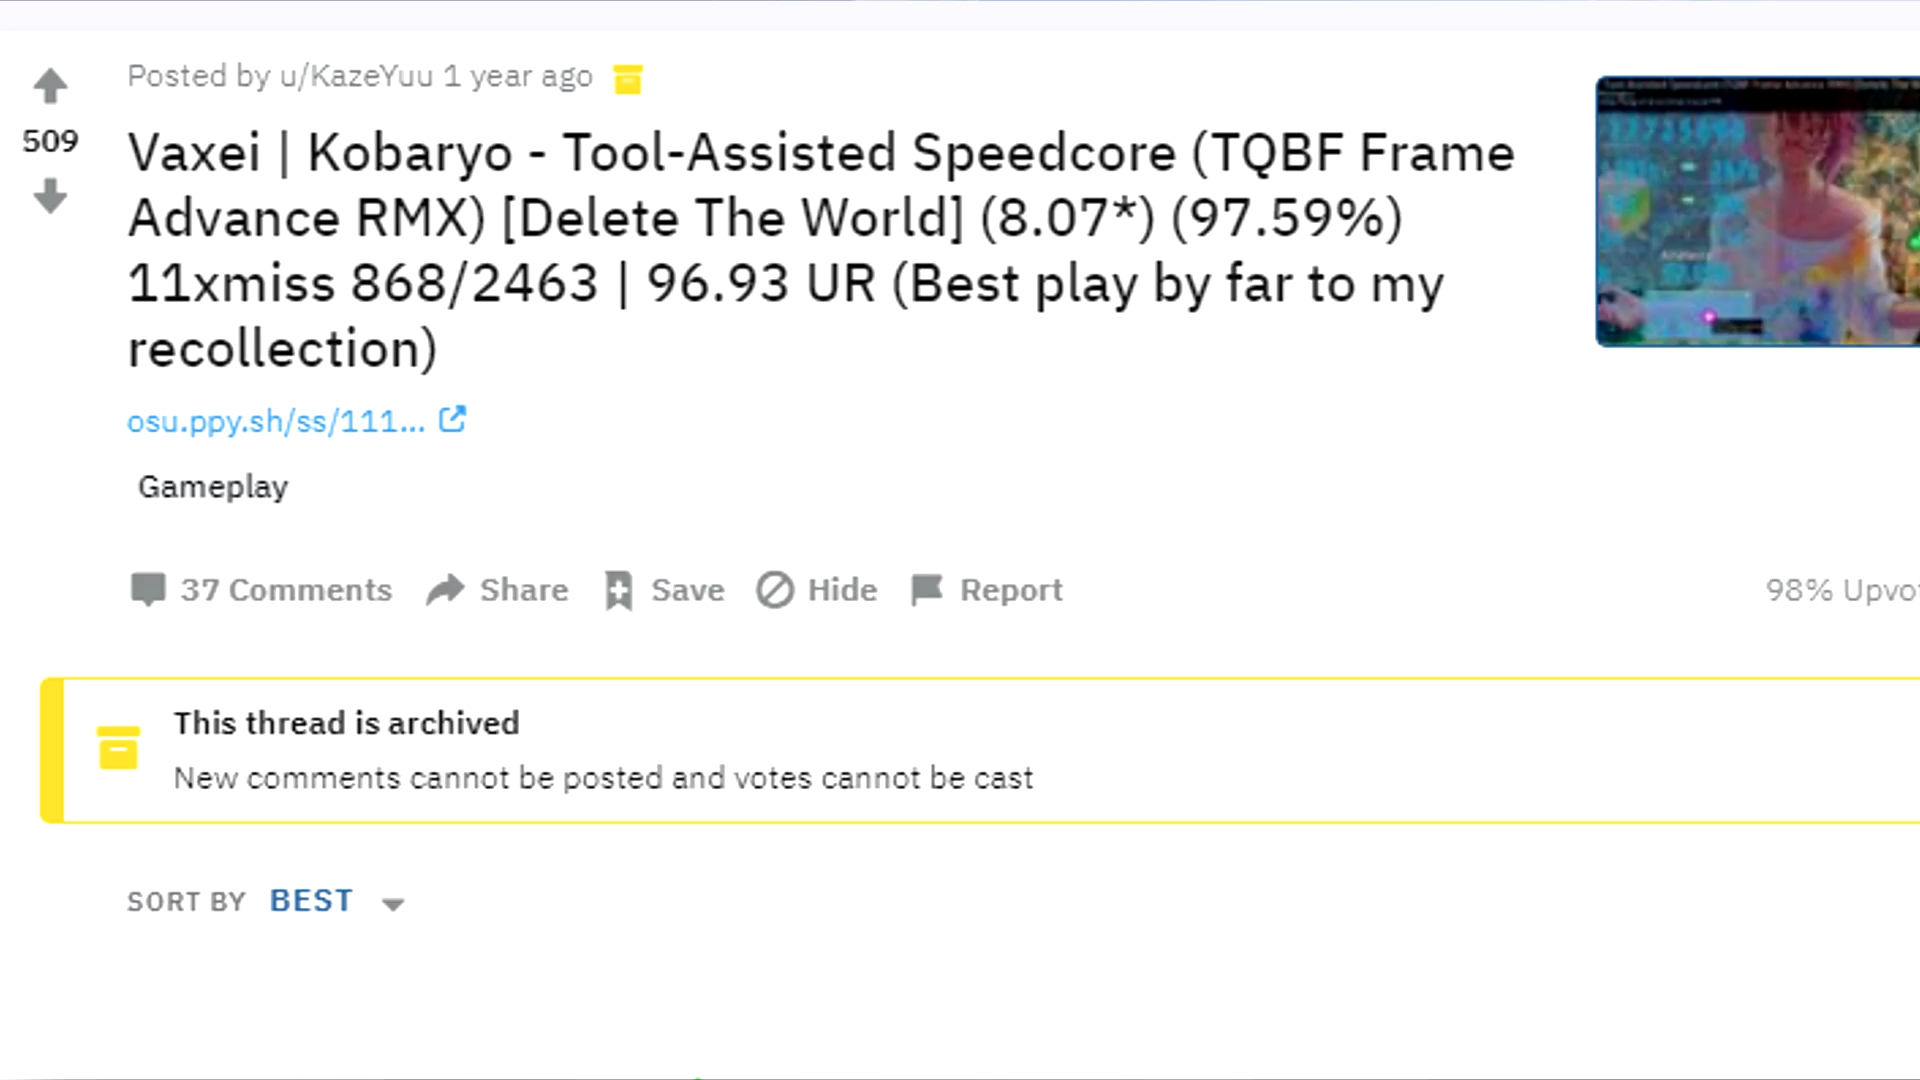 Posted by u/KazeYuu 1 year ago
509
Vaxei | Kobaryo - Tool-Assisted Speedcore (TQBF Frame
Advance RMX) [Delete The World] (8.07*) (97.59%)
11xmiss 868/2463 | 96.93 UR (Best play by far to my
recollection)
osu.ppy.sh/ss/111...
Gameplay
37 Comments Share Save Hide Report
98% Upvot
This thread is archived
New comments cannot be posted and votes cannot be cast
SORT BY BEST